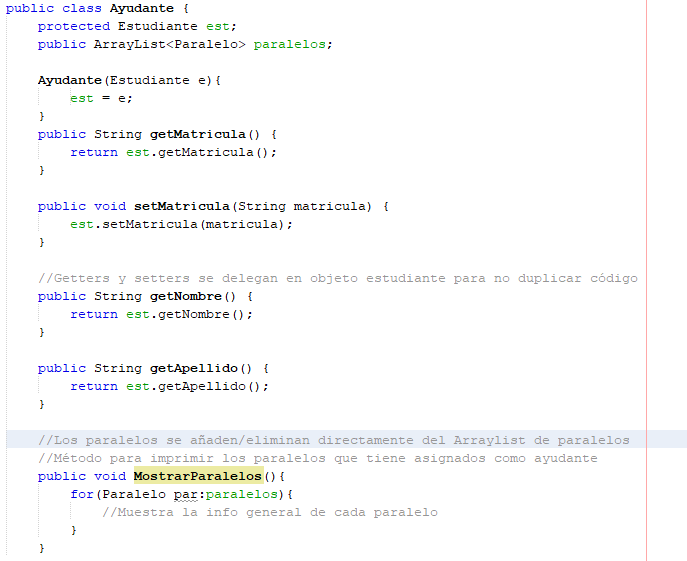 public class Ayudante {
protected Estudiante est;
public ArrayList<Paralelo> paralelos;
Ayudante(Estudiante e){
est = e;
}
public String getMatricula() {
return est.getMatricula();
}
public void setMatricula(String matricula) {
est.setMatricula(matricula);
}
//Getters y setters se delegan en objeto estudiante para no duplicar código
public String getNombre() {
return est.getNombre();
}
public String getApellido() {
return est.getApellido();
}
//Los paralelos se añaden/eliminan directamente del Arraylist de paralelos
//Método para imprimir los paralelos que tiene asignados como ayudante
public void MostrarParalelos(){
for(Paralelo par:paralelos){
//Muestra la info general de cada paralelo
}
}